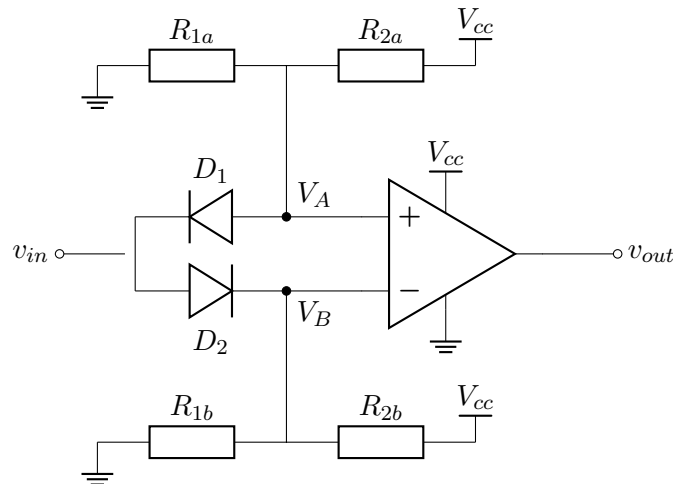 R1a
R2a
Vcc
D1
VA
Vcc
+
vin
vout
−
D2
VB
R1b
R2b
Vcc